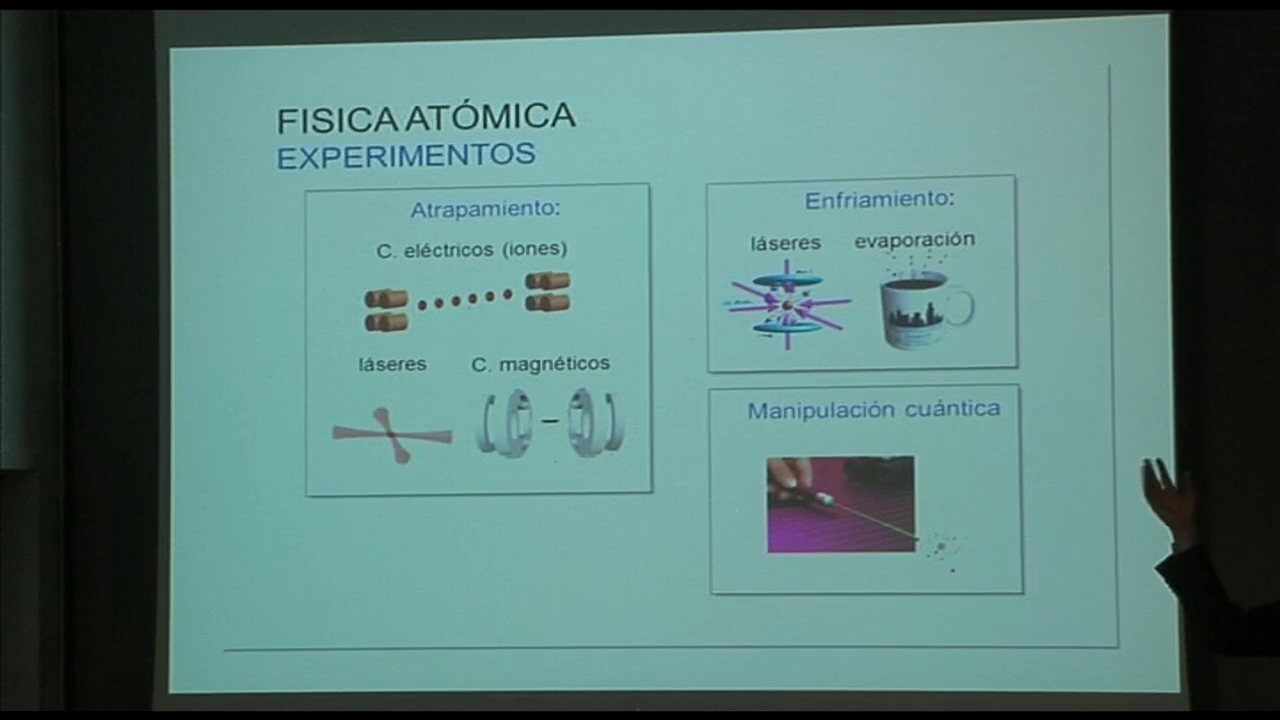 FISICA ATÓMICA
EXPERIMENTOS
Atrapamiento:
C. eléctricos (iones)
láseres C. magnéticos
Enfriamiento:
láseres evaporación
Manipulación cuántica